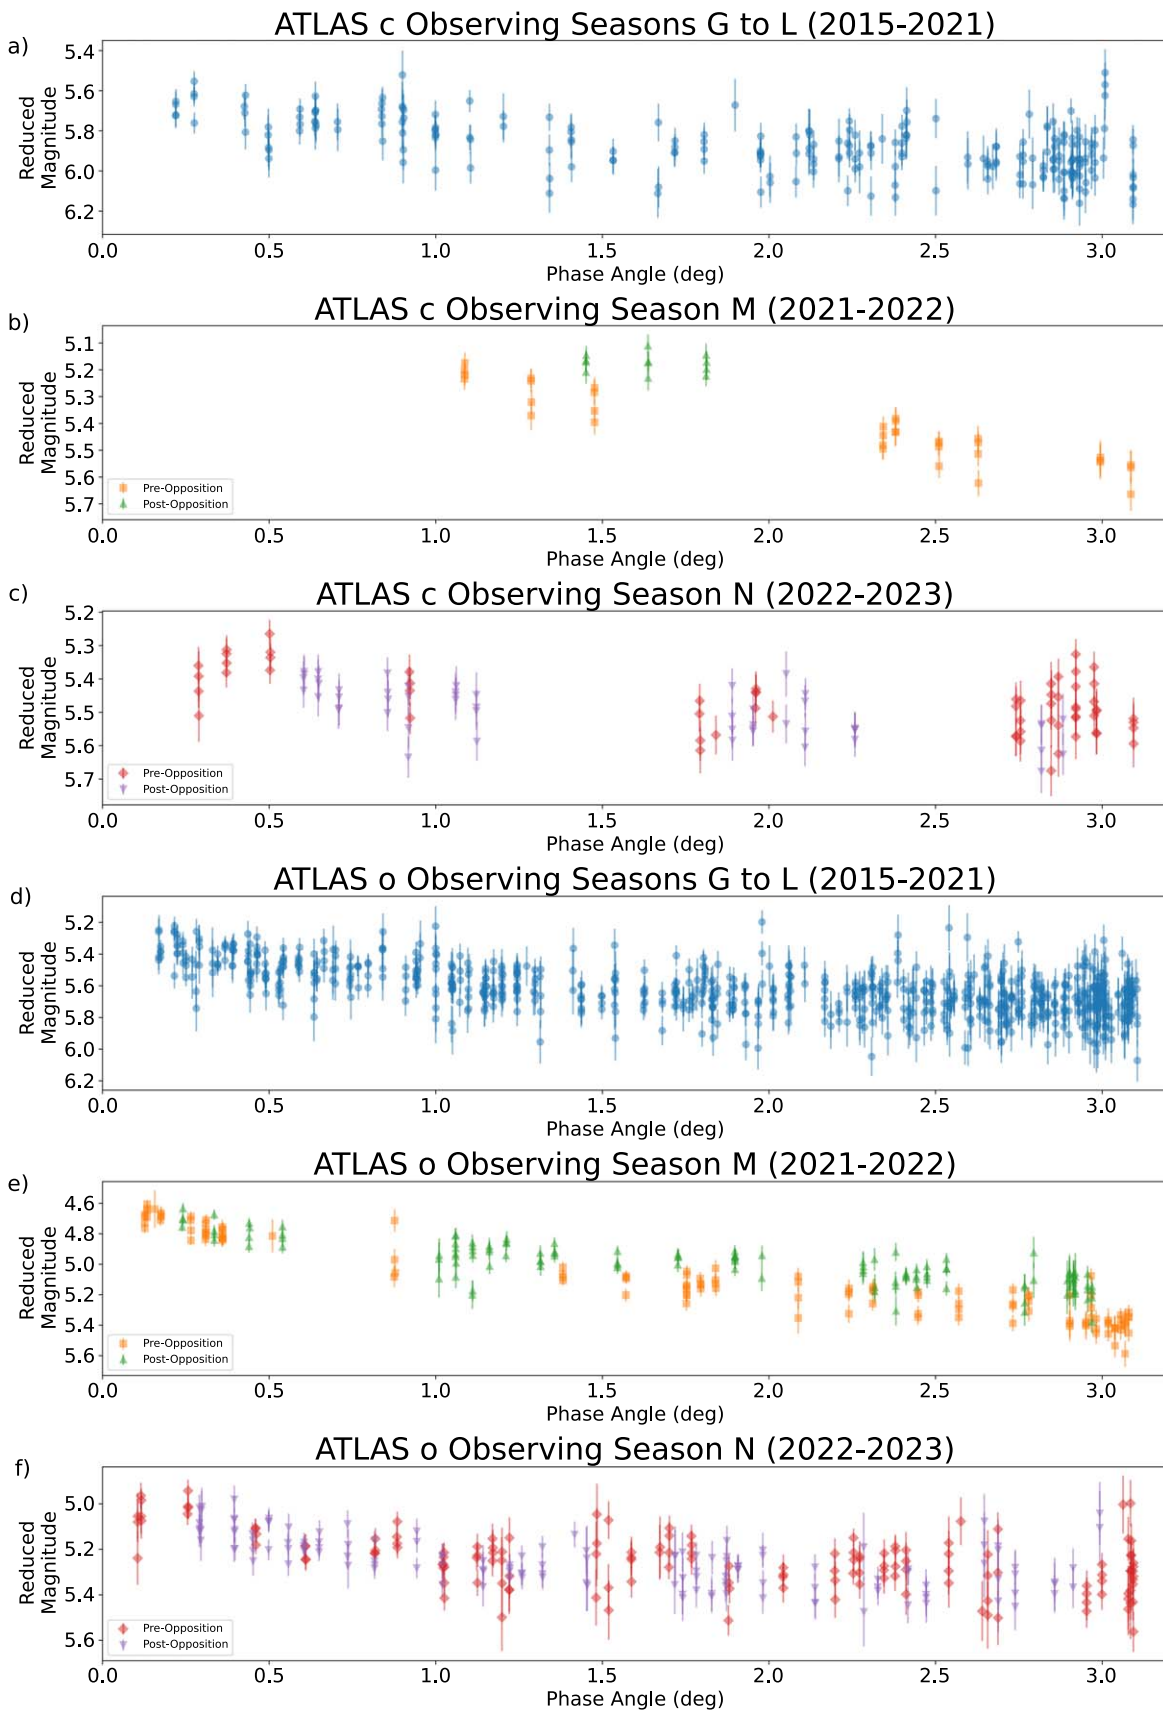 ATLAS c Observing Seasons G to L (2015-2021)
a)
5.4
5.6
5.8
6.0
6.2
Reduced
Magnitude
0.0 0.5 1.0 1.5 2.0 2.5 3.0
Phase Angle (deg)
ATLAS c Observing Season M (2021-2022)
b)
5.1
5.2
5.3
5.4
5.5
5.6
5.7
Reduced
Magnitude
Pre-Opposition
Post-Opposition
0.0 0.5 1.0 1.5 2.0 2.5 3.0
Phase Angle (deg)
ATLAS c Observing Season N (2022-2023)
c)
5.2
5.3
5.4
5.5
5.6
5.7
Reduced
Magnitude
Pre-Opposition
Post-Opposition
0.0 0.5 1.0 1.5 2.0 2.5 3.0
Phase Angle (deg)
ATLAS o Observing Seasons G to L (2015-2021)
d)
5.2
5.4
5.6
5.8
6.0
6.2
Reduced
Magnitude
0.0 0.5 1.0 1.5 2.0 2.5 3.0
Phase Angle (deg)
ATLAS o Observing Season M (2021-2022)
e)
4.6
4.8
5.0
5.2
5.4
5.6
Reduced
Magnitude
Pre-Opposition
Post-Opposition
0.0 0.5 1.0 1.5 2.0 2.5 3.0
Phase Angle (deg)
ATLAS o Observing Season N (2022-2023)
f)
5.0
5.2
5.4
5.6
Reduced
Magnitude
Pre-Opposition
Post-Opposition
0.0 0.5 1.0 1.5 2.0 2.5 3.0
Phase Angle (deg)